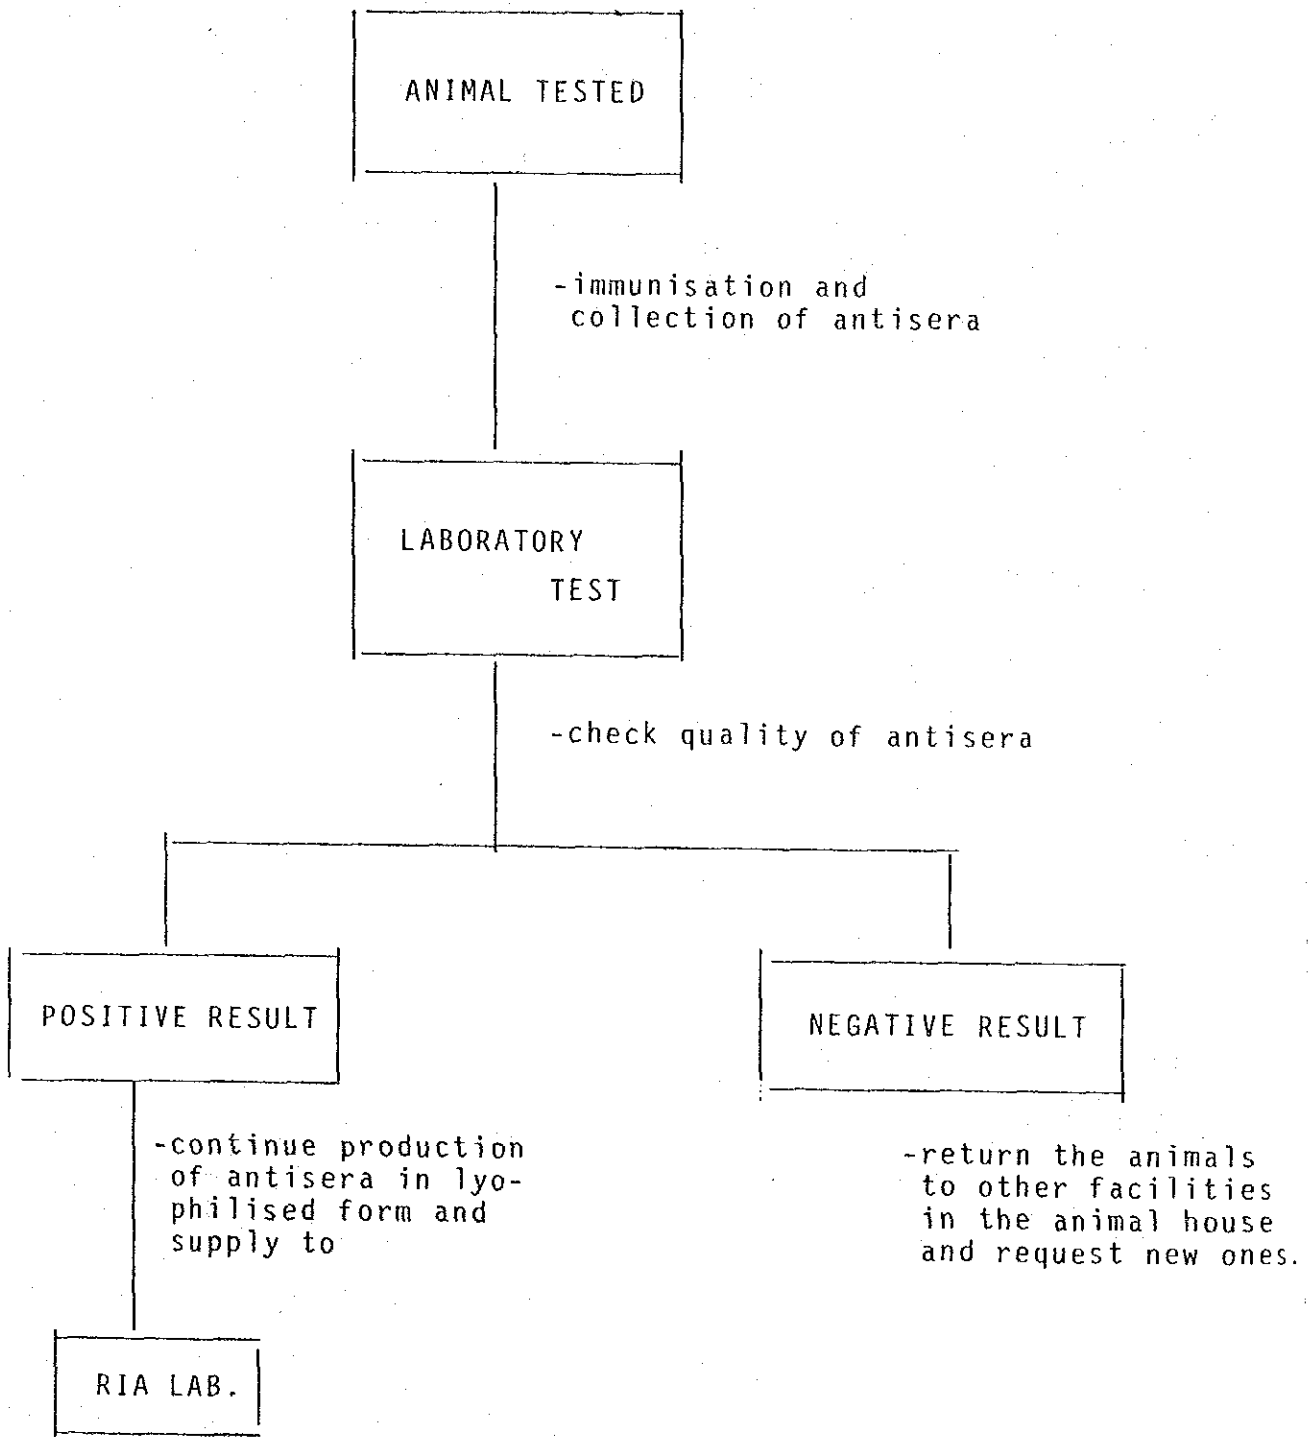 ANIMAL TESTED
-immunisation and
collection of antisera
LABORATORY
TEST
-check quality of antisera
POSITIVE RESULT
NEGATIVE RESULT
-continue production
of antisera in lyo-
philised form and
supply to
-return the animals
to other facilities
in the animal house
and request new ones.
RIA LAB.